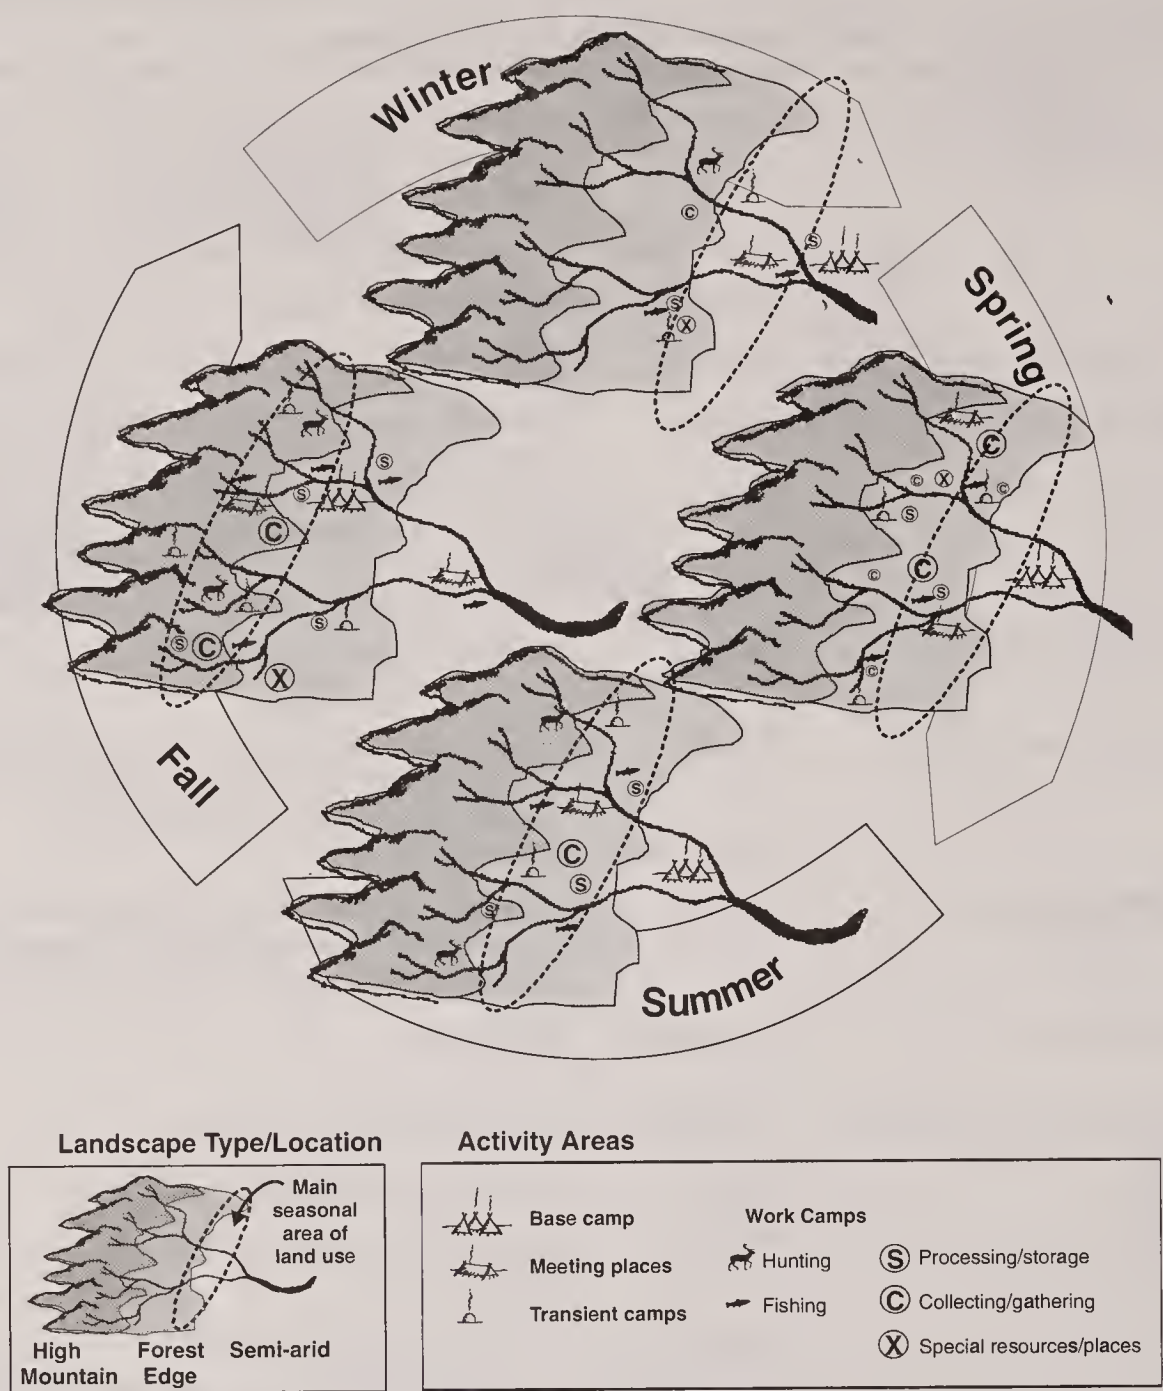 Winter
Spring
Fall
Summer
C
S
S
X
S
S
C
S
C
X
C
C
X
C
C
S
C
C
S
C
S
C
S
S
Landscape Type/Location
Main
seasonal
area of
land use
High
Mountain
Forest
Edge
Semi-arid
Activity Areas
Base camp
Meeting places
Transient camps
Work Camps
Hunting
Fishing
S Processing/storage
C Collecting/gathering
X Special resources/places